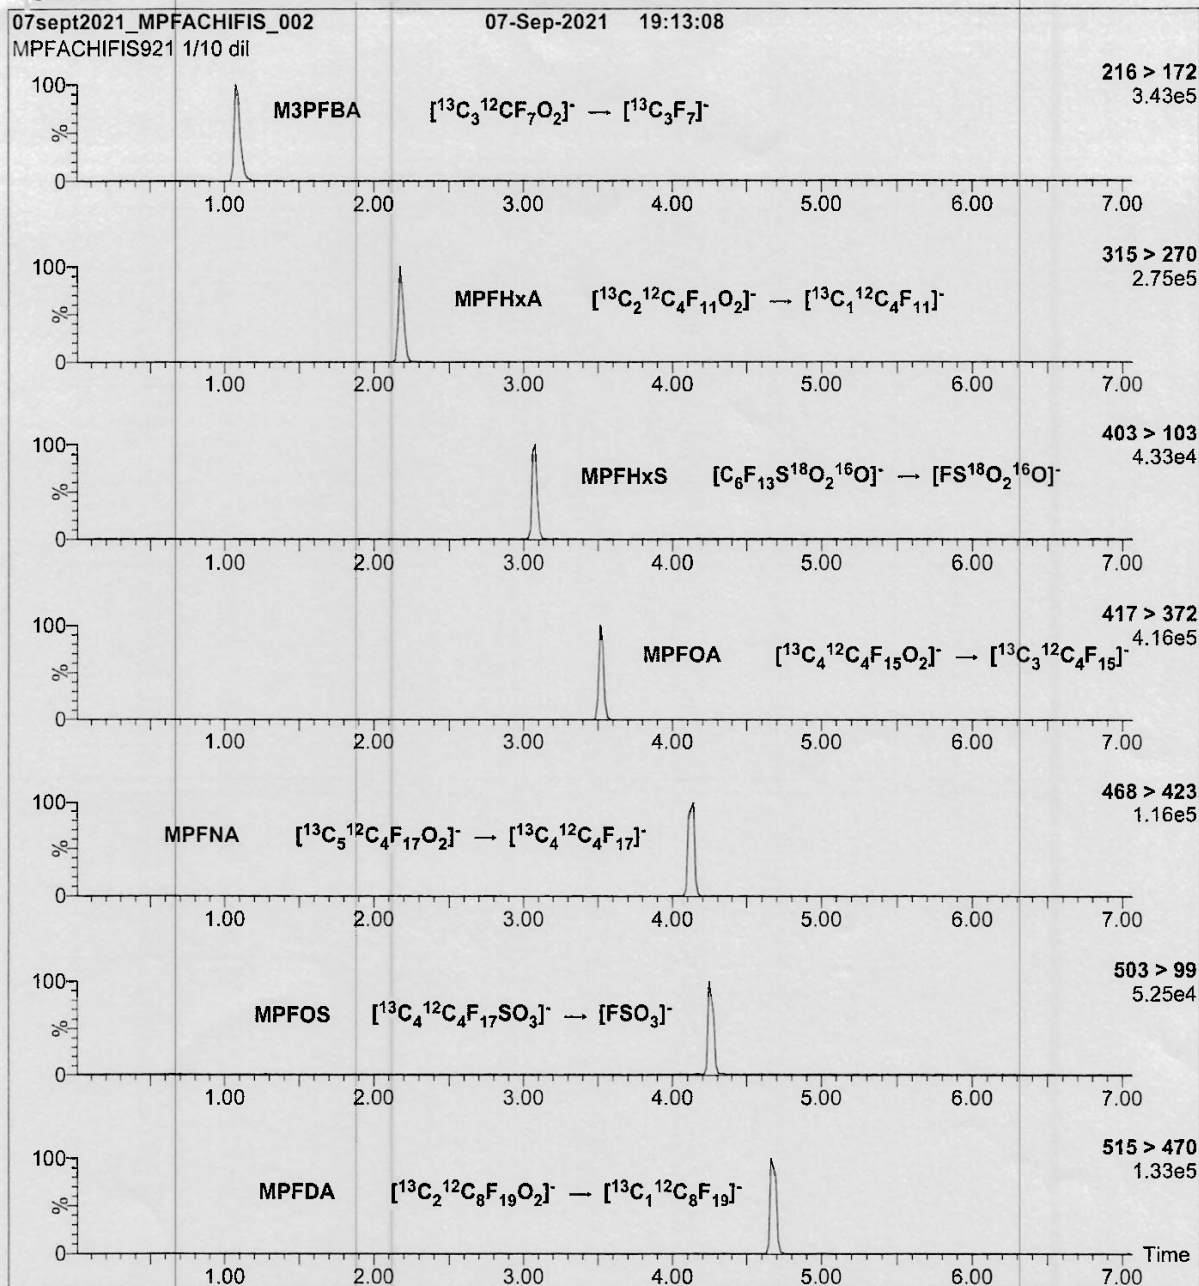 07sept2021_MPFACHIFIS_002 07-Sep-2021 19:13:08
MPFACHIFIS921 1/10 dil
216 > 172
3.43e5
100
M3PFBA [¹³C₃¹²CF₇O₂]⁻ → [¹³C₃F₇]⁻
%
0
1.00 2.00 3.00 4.00 5.00 6.00 7.00
315 > 270
2.75e5
100
MPFHxA [¹³C₂¹²C₄F₁₁O₂]⁻ → [¹³C₁¹²C₄F₁₁]⁻
%
0
1.00 2.00 3.00 4.00 5.00 6.00 7.00
403 > 103
4.33e4
100
MPFHxS [C₆F₁₃S¹⁸O₂¹⁶O]⁻ → [FS¹⁸O₂¹⁶O]⁻
%
0
1.00 2.00 3.00 4.00 5.00 6.00 7.00
417 > 372
4.16e5
100
MPFOA [¹³C₄¹²C₄F₁₅O₂]⁻ → [¹³C₃¹²C₄F₁₅]⁻
%
0
1.00 2.00 3.00 4.00 5.00 6.00 7.00
468 > 423
1.16e5
100
MPFNA [¹³C₅¹²C₄F₁₇O₂]⁻ → [¹³C₄¹²C₄F₁₇]⁻
%
0
1.00 2.00 3.00 4.00 5.00 6.00 7.00
503 > 99
5.25e4
100
MPFOS [¹³C₄¹²C₄F₁₇SO₃]⁻ → [FSO₃]⁻
%
0
1.00 2.00 3.00 4.00 5.00 6.00 7.00
515 > 470
1.33e5
100
MPFDA [¹³C₂¹²C₈F₁₉O₂]⁻ → [¹³C₁¹²C₈F₁₉]⁻
%
0 Time
1.00 2.00 3.00 4.00 5.00 6.00 7.00